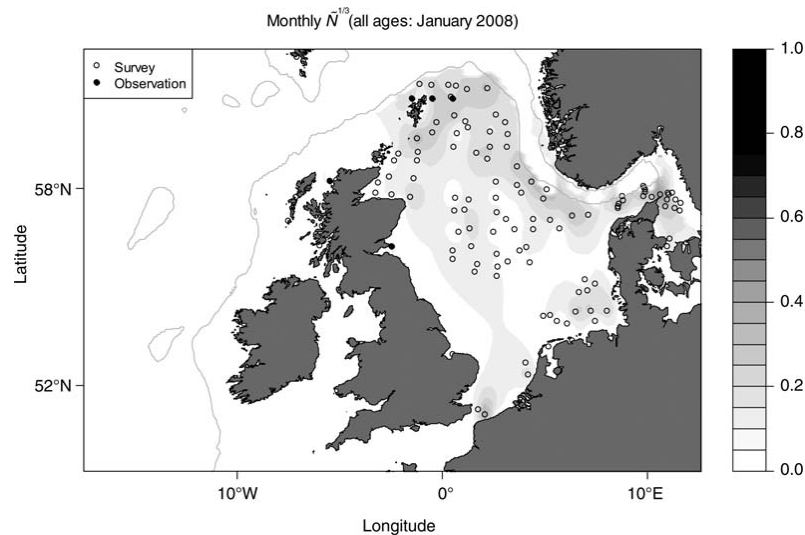 Monthly Ñ^1/3 (all ages: January 2008)
Survey
Observation
1.0
0.8
0.6
0.4
0.2
0.0
58°N
52°N
Latitude
10°W
0°
10°E
Longitude